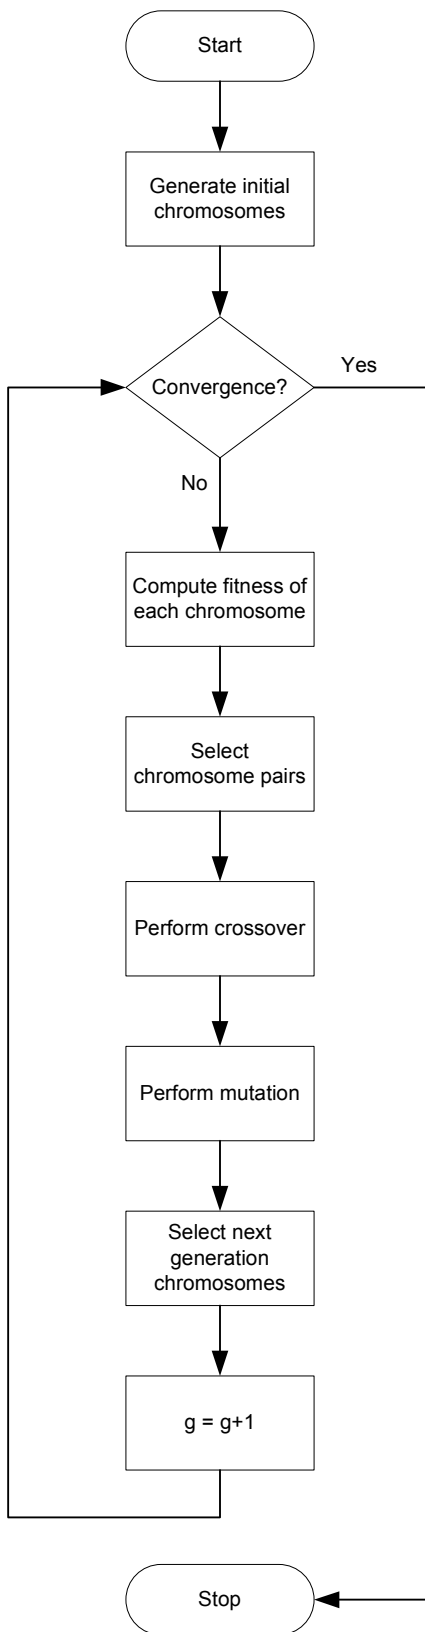 Start
Generate initial
chromosomes
Convergence?
Yes
No
Compute fitness of
each chromosome
Select
chromosome pairs
Perform crossover
Perform mutation
Select next
generation
chromosomes
g = g+1
Stop